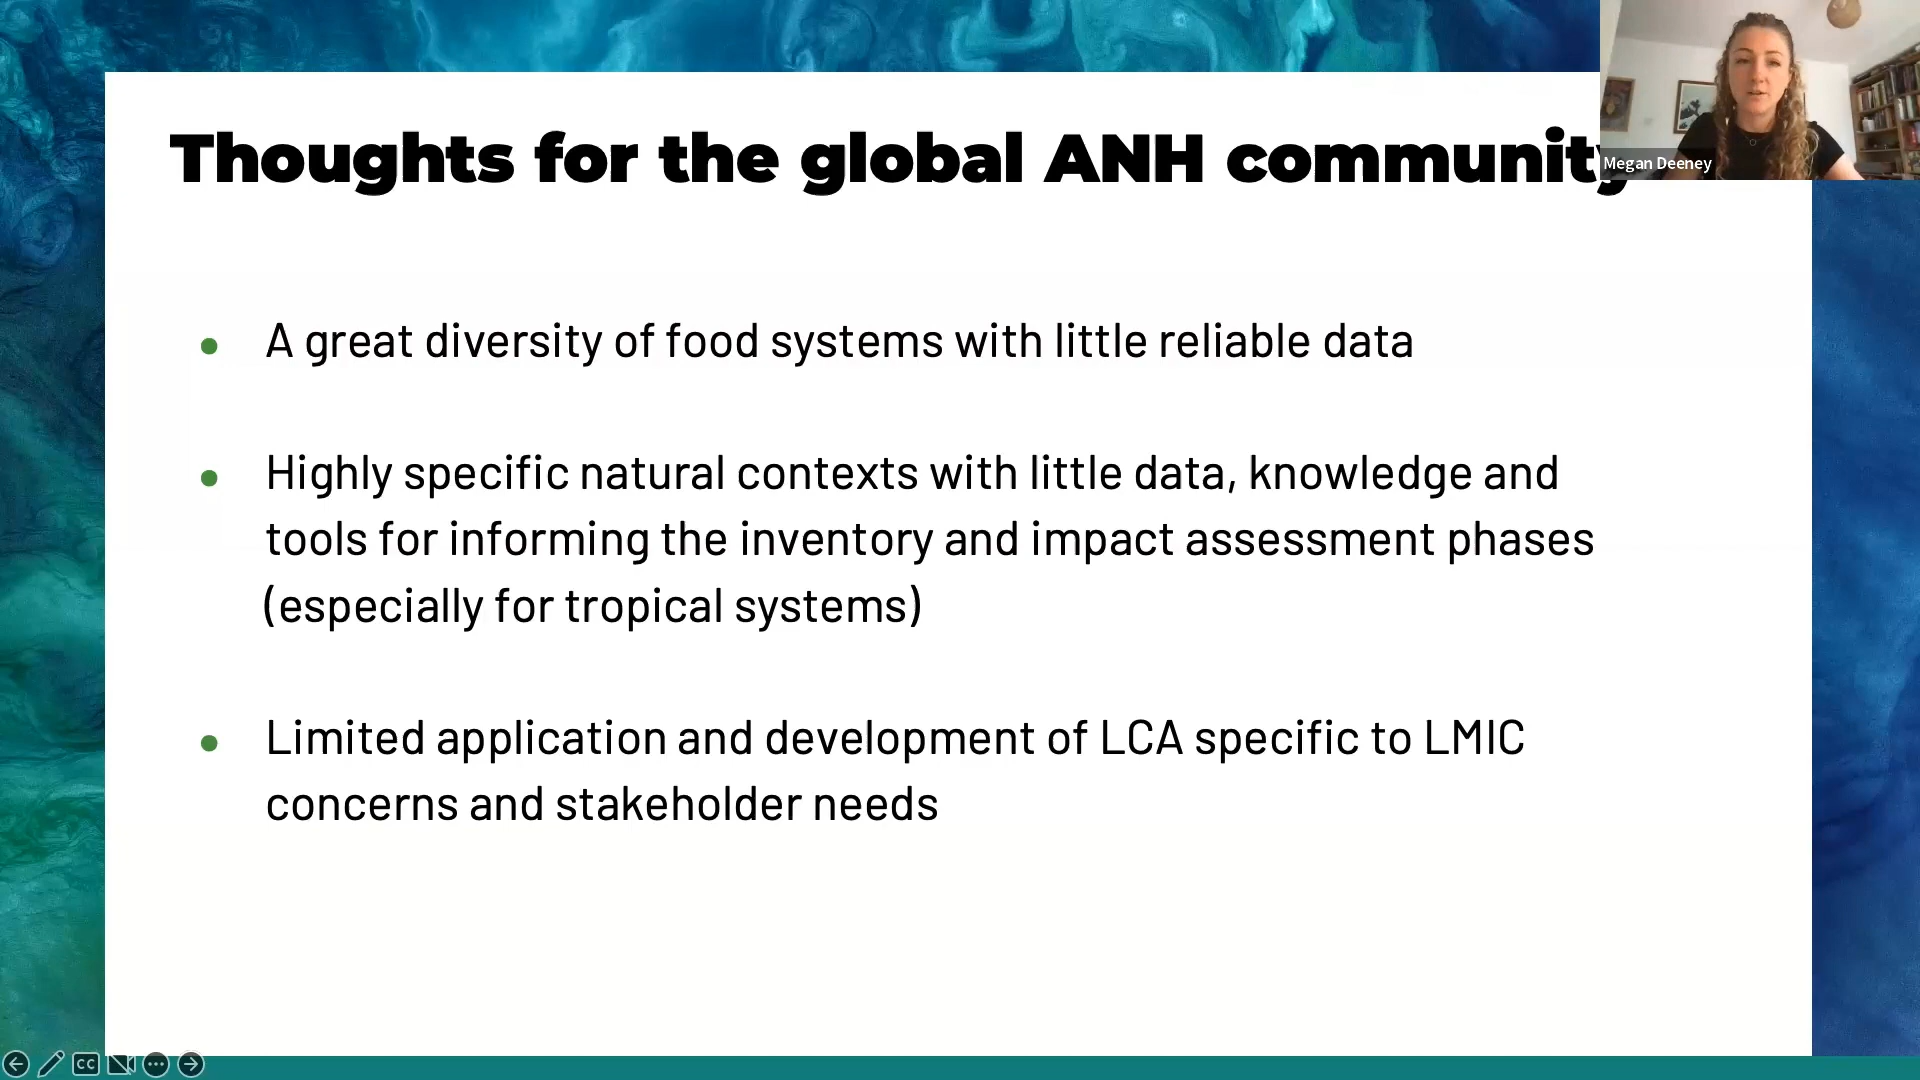 Thoughts for the global ANH community
Megan Deeney
A great diversity of food systems with little reliable data
Highly specific natural contexts with little data, knowledge and
tools for informing the inventory and impact assessment phases
(especially for tropical systems)
Limited application and development of LCA specific to LMIC
concerns and stakeholder needs
CC